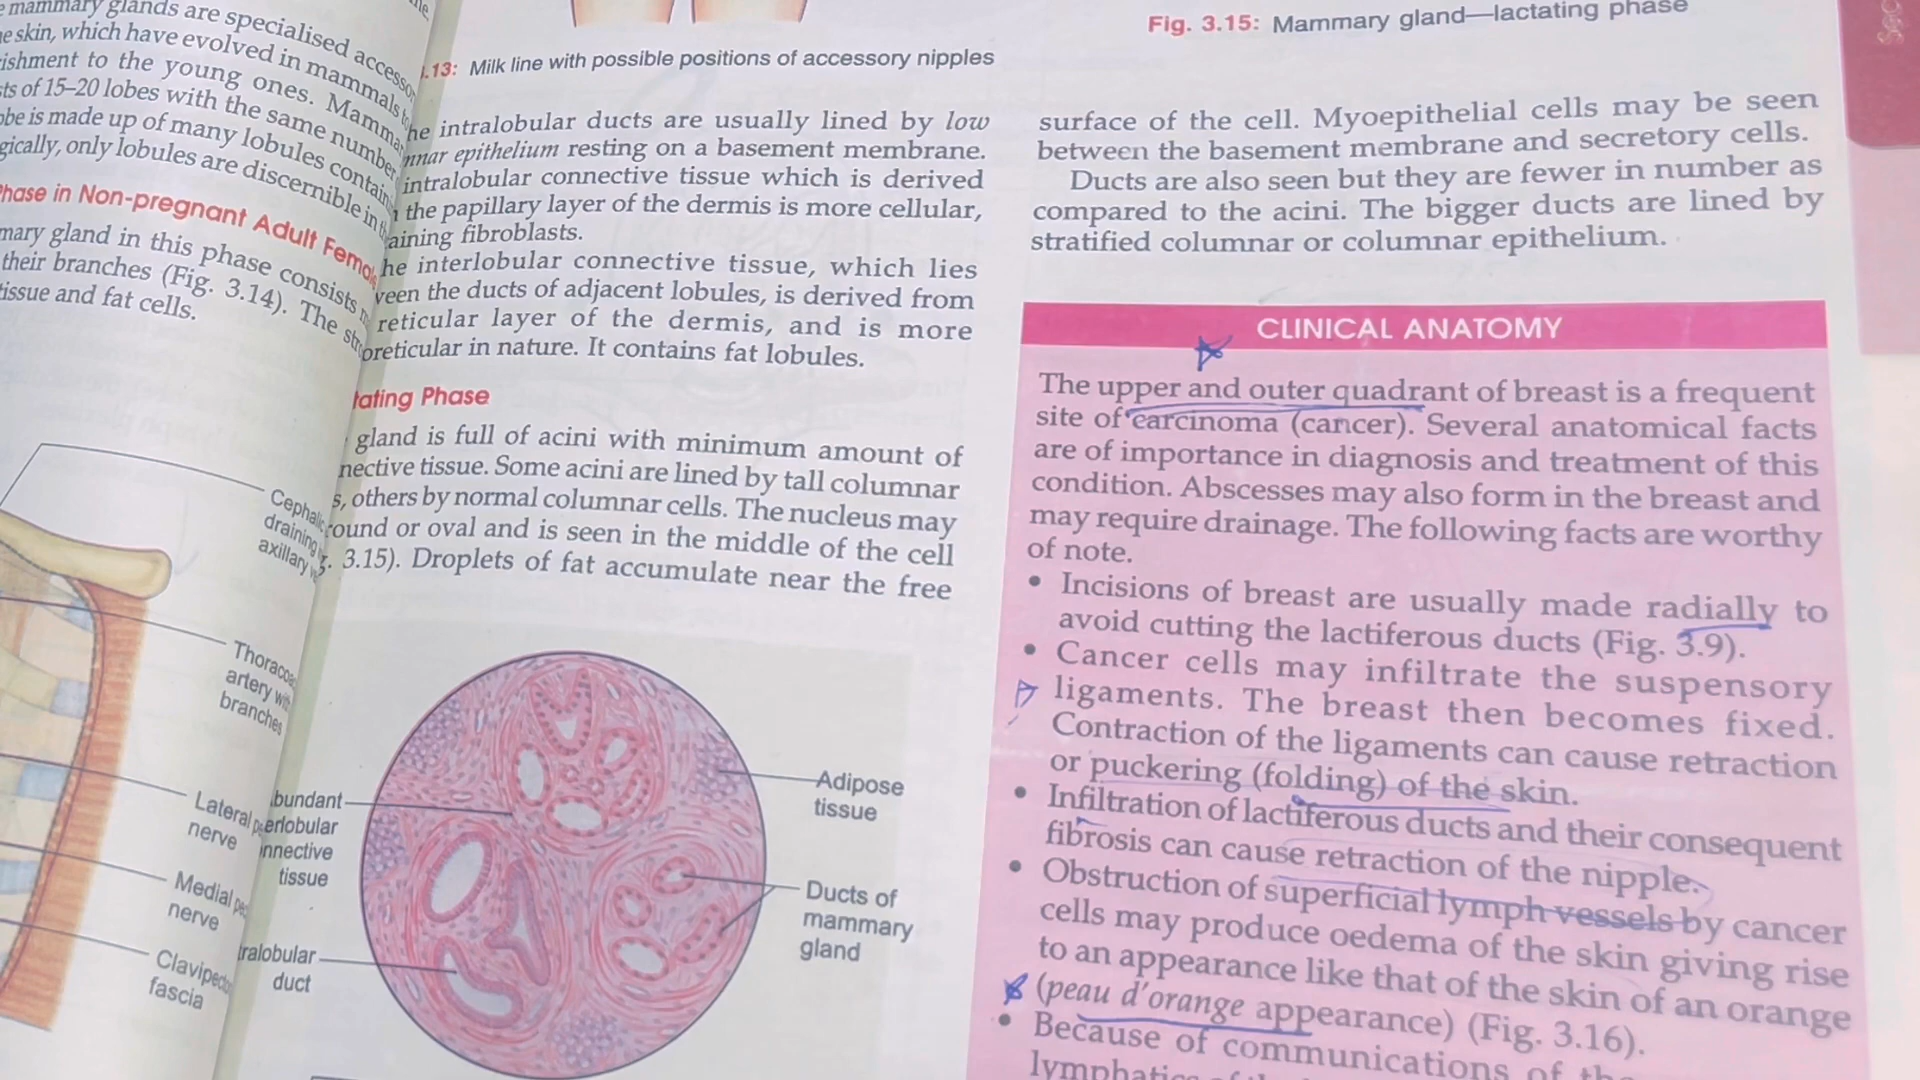 mammary glands are specialised accessor
skin, which have evolved in mammals to
ishment to the young ones. Mamma
ts of 15–20 lobes with the same number
be is made up of many lobules contain
gically, only lobules are discernible in
Phase in Non-pregnant Adult Female
mary gland in this phase consists
their branches (Fig. 3.14). The str
tissue and fat cells.
Cephalic
draining
axillary
Thoracoa
artery with
branches
Lateral
nerve
Medial pe
nerve
Clavipecto
fascia
.13: Milk line with possible positions of accessory nipples
he intralobular ducts are usually lined by low
mnar epithelium resting on a basement membrane.
intralobular connective tissue which is derived
the papillary layer of the dermis is more cellular,
aining fibroblasts.
he interlobular connective tissue, which lies
veen the ducts of adjacent lobules, is derived from
reticular layer of the dermis, and is more
oreticular in nature. It contains fat lobules.
tating Phase
gland is full of acini with minimum amount of
nective tissue. Some acini are lined by tall columnar
s, others by normal columnar cells. The nucleus may
round or oval and is seen in the middle of the cell
g. 3.15). Droplets of fat accumulate near the free
bundant
erlobular
nnective
tissue
tralobular
duct
Adipose
tissue
Ducts of
mammary
gland
Fig. 3.15: Mammary gland—lactating phase
surface of the cell. Myoepithelial cells may be seen
between the basement membrane and secretory cells.
Ducts are also seen but they are fewer in number as
compared to the acini. The bigger ducts are lined by
stratified columnar or columnar epithelium.
CLINICAL ANATOMY
The upper and outer quadrant of breast is a frequent
site of carcinoma (cancer). Several anatomical facts
are of importance in diagnosis and treatment of this
condition. Abscesses may also form in the breast and
may require drainage. The following facts are worthy
of note.
• Incisions of breast are usually made radially to
avoid cutting the lactiferous ducts (Fig. 3.9).
• Cancer cells may infiltrate the suspensory
ligaments. The breast then becomes fixed.
Contraction of the ligaments can cause retraction
or puckering (folding) of the skin.
• Infiltration of lactiferous ducts and their consequent
fibrosis can cause retraction of the nipple.
• Obstruction of superficial lymph vessels by cancer
cells may produce oedema of the skin giving rise
to an appearance like that of the skin of an orange
(peau d'orange appearance) (Fig. 3.16).
• Because of communications of the
lymphatics of